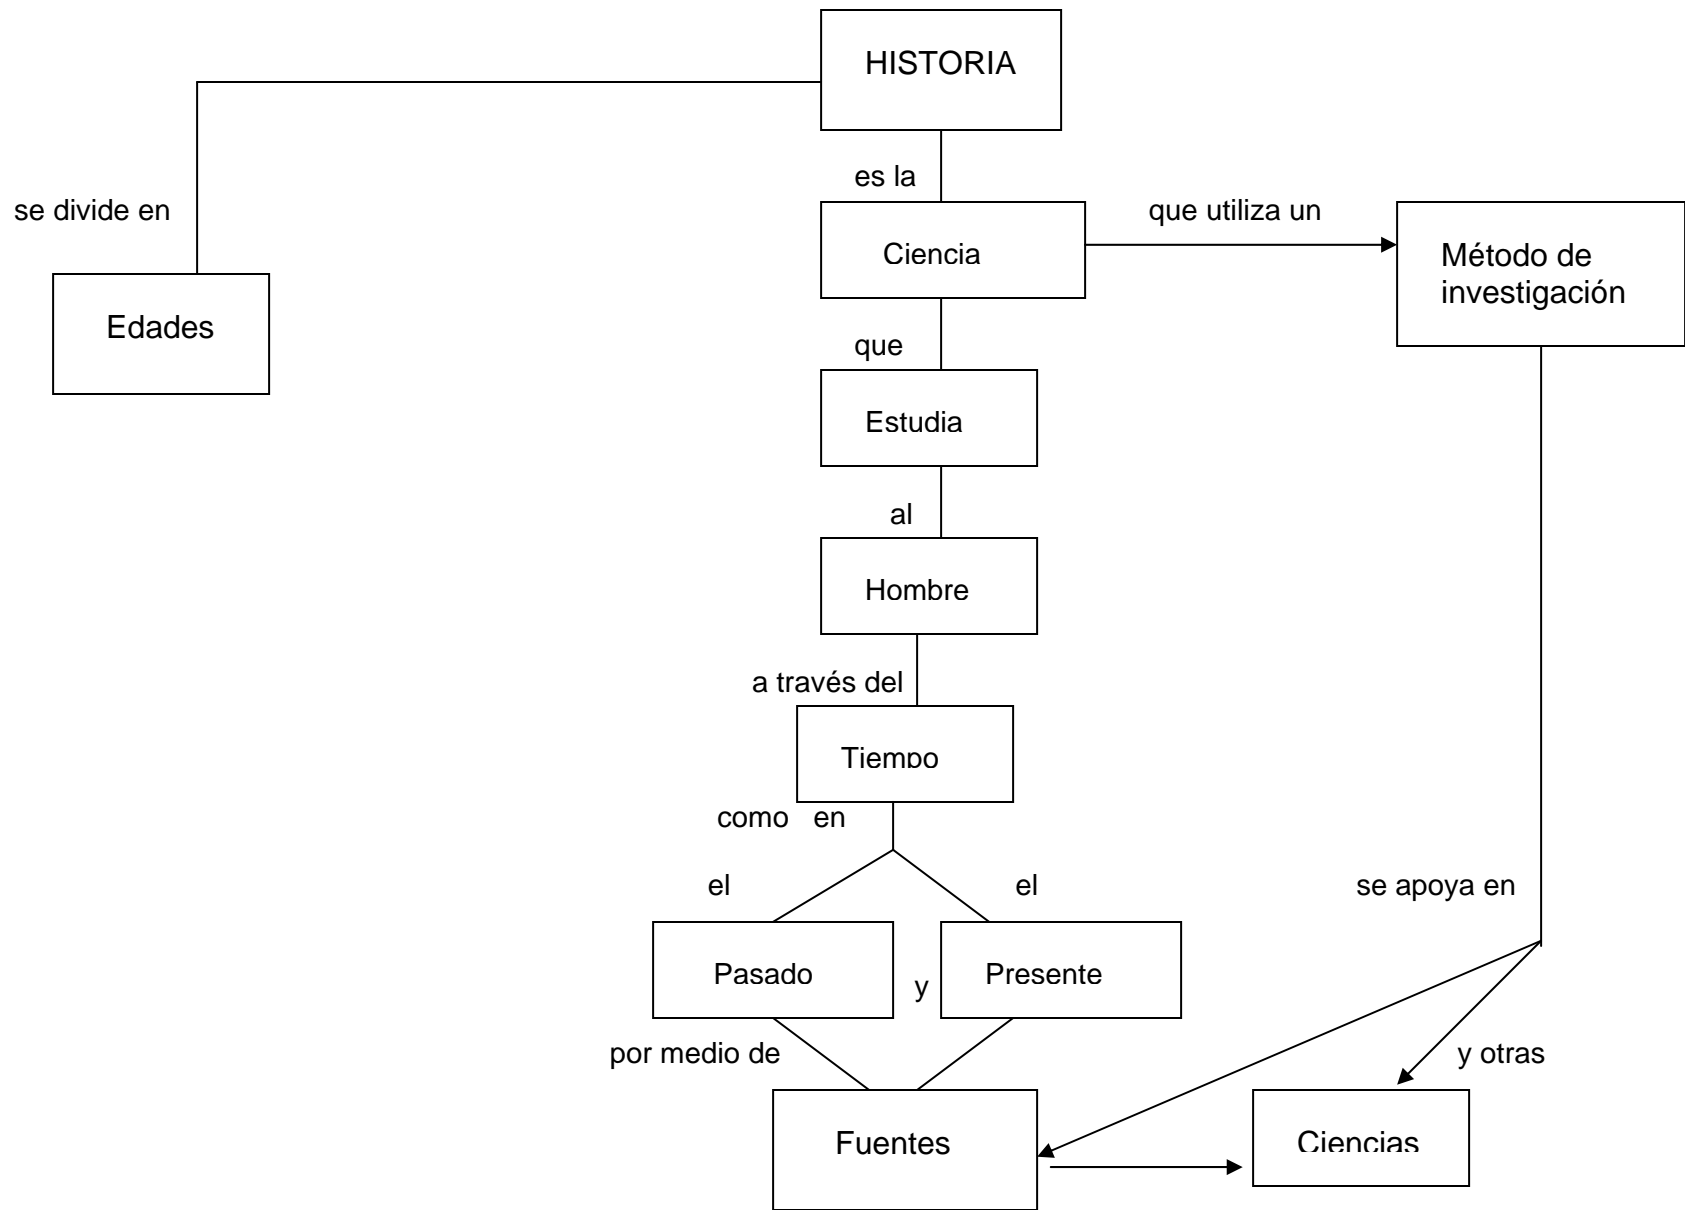 HISTORIA
es la
se divide en
que utiliza un
Ciencia
Método de
investigación
Edades
que
Estudia
al
Hombre
a través del
Tiempo
como en
el
el
se apoya en
Pasado
y
Presente
por medio de
y otras
Fuentes
Ciencias